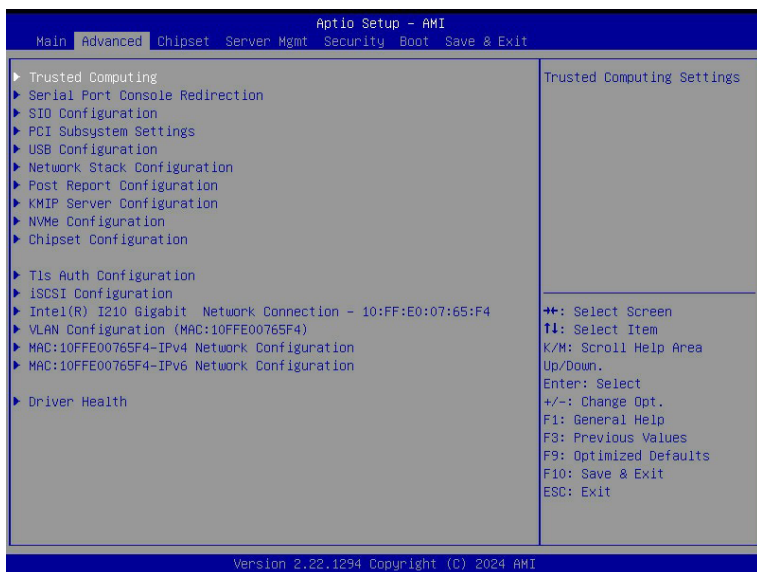 Aptio Setup – AMI
Main Advanced Chipset Server Mgmt Security Boot Save & Exit
▶ Trusted Computing
▶ Serial Port Console Redirection
▶ SIO Configuration
▶ PCI Subsystem Settings
▶ USB Configuration
▶ Network Stack Configuration
▶ Post Report Configuration
▶ KMIP Server Configuration
▶ NVMe Configuration
▶ Chipset Configuration
▶ Tls Auth Configuration
▶ iSCSI Configuration
▶ Intel(R) I210 Gigabit  Network Connection – 10:FF:E0:07:65:F4
▶ VLAN Configuration (MAC:10FFE00765F4)
▶ MAC:10FFE00765F4-IPv4 Network Configuration
▶ MAC:10FFE00765F4-IPv6 Network Configuration
▶ Driver Health
Trusted Computing Settings
→←: Select Screen
↑↓: Select Item
K/M: Scroll Help Area
Up/Down.
Enter: Select
+/-: Change Opt.
F1: General Help
F3: Previous Values
F9: Optimized Defaults
F10: Save & Exit
ESC: Exit
Version 2.22.1294 Copyright (C) 2024 AMI